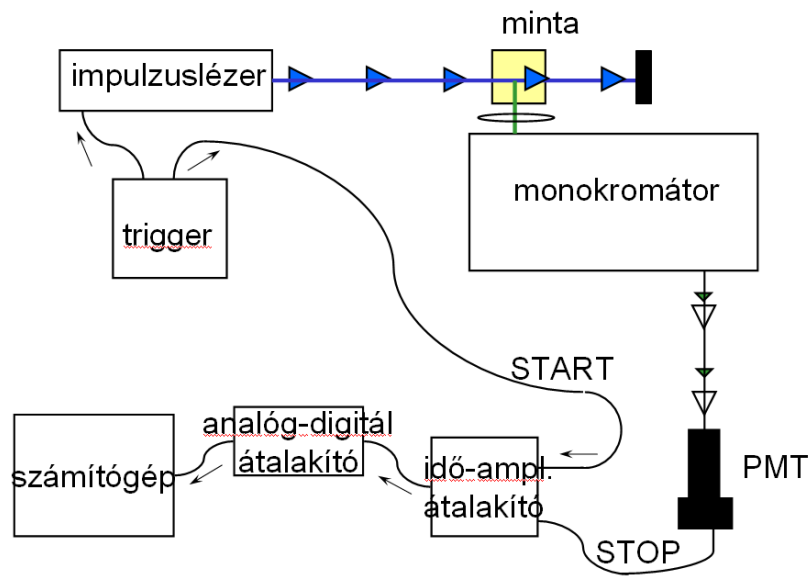 minta
impulzuslézer
monokromátor
trigger
START
analóg-digitál
átalakító
számítógép
idő-ampl.
átalakító
PMT
STOP